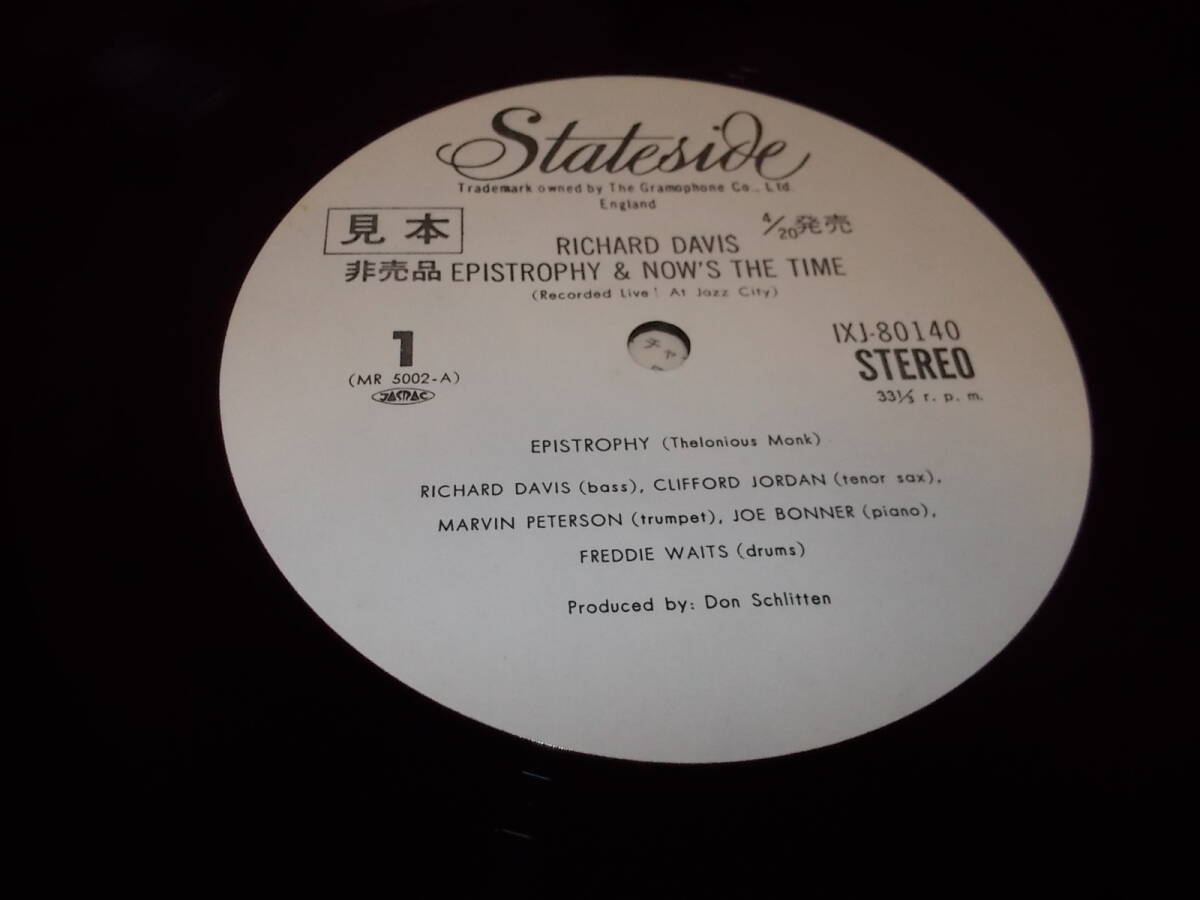 Stateside
Trademark owned by The Gramophone Co., Ltd.
England
見本
4/20発売
RICHARD DAVIS
非売品 EPISTROPHY & NOW'S THE TIME
(Recorded Live! At Jazz City)
1
(MR 5002-A)
JASRAC
IXJ-80140
STEREO
33⅓ r. p. m.
EPISTROPHY (Thelonious Monk)
RICHARD DAVIS (bass), CLIFFORD JORDAN (tenor sax),
MARVIN PETERSON (trumpet), JOE BONNER (piano),
FREDDIE WAITS (drums)
Produced by: Don Schlitten